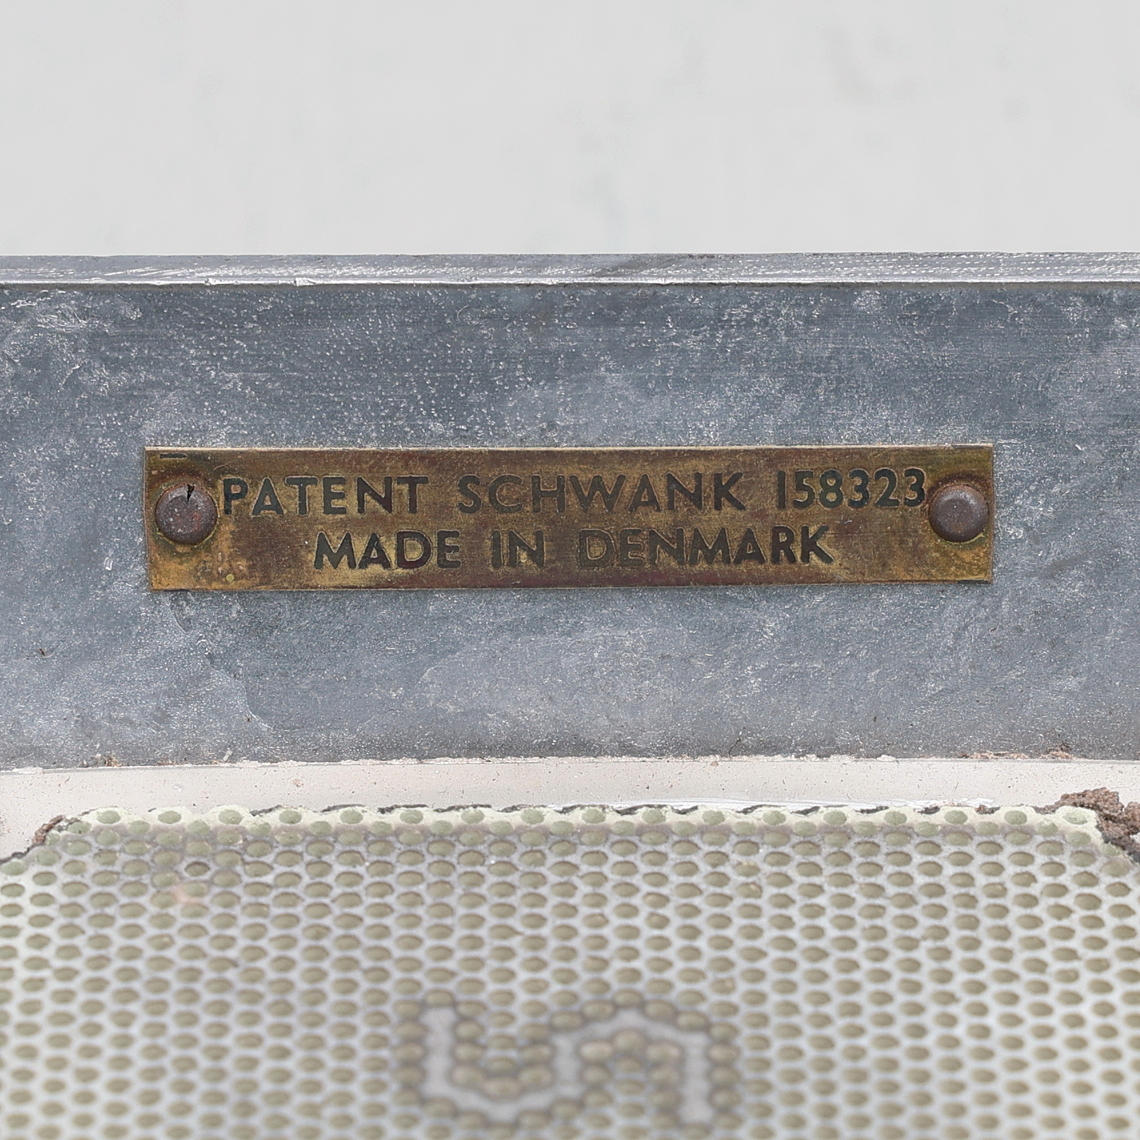 PATENT SCHWANK 158323
MADE IN DENMARK